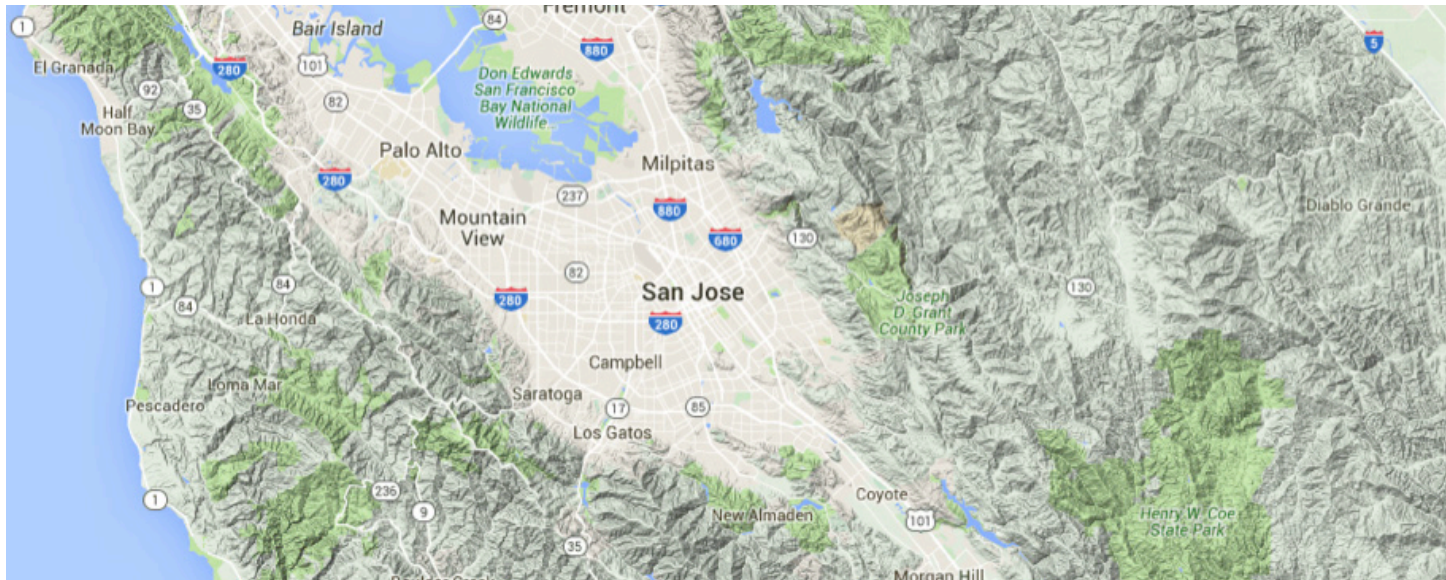 Fremont
1
84
Bair Island
880
5
101
280
El Granada
Don Edwards
San Francisco
Bay National
Wildlife...
92
82
35
Half
Moon Bay
Palo Alto
Milpitas
280
237
880
Diablo Grande
Mountain
View
680
130
82
1
84
84
280
San Jose
130
Joseph
D. Grant
County Park
La Honda
280
Campbell
Loma Mar
Saratoga
Pescadero
17
85
Los Gatos
1
236
Coyote
9
New Almaden
101
Henry W. Coe
State Park
35
Morgan Hill